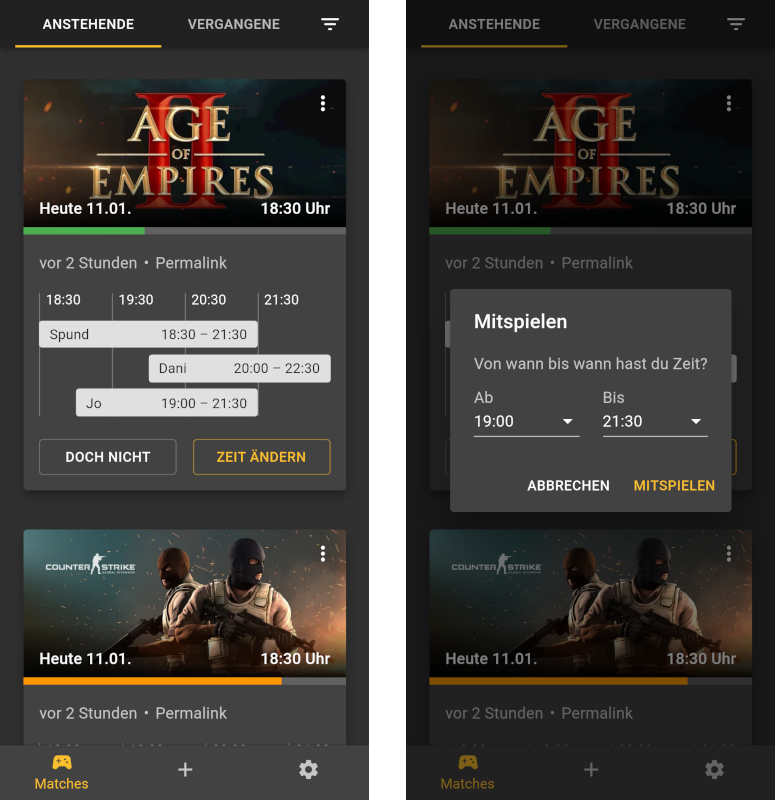 ANSTEHENDE VERGANGENE
AGE
OF
EMPIRES
II
Heute 11.01. 18:30 Uhr
vor 2 Stunden • Permalink
18:30 19:30 20:30 21:30
Spund 18:30 – 21:30
Dani 20:00 – 22:30
Jo 19:00 – 21:30
DOCH NICHT ZEIT ÄNDERN
COUNTER STRIKE
GLOBAL OFFENSIVE
Heute 11.01. 18:30 Uhr
vor 2 Stunden • Permalink
Matches
ANSTEHENDE VERGANGENE
AGE
OF
EMPIRES
II
Heute 11.01. 18:30 Uhr
vor 2 Stunden • Permalink
Mitspielen
Von wann bis wann hast du Zeit?
Ab Bis
19:00 21:30
ABBRECHEN MITSPIELEN
COUNTER STRIKE
GLOBAL OFFENSIVE
Heute 11.01. 18:30 Uhr
vor 2 Stunden • Permalink
Matches